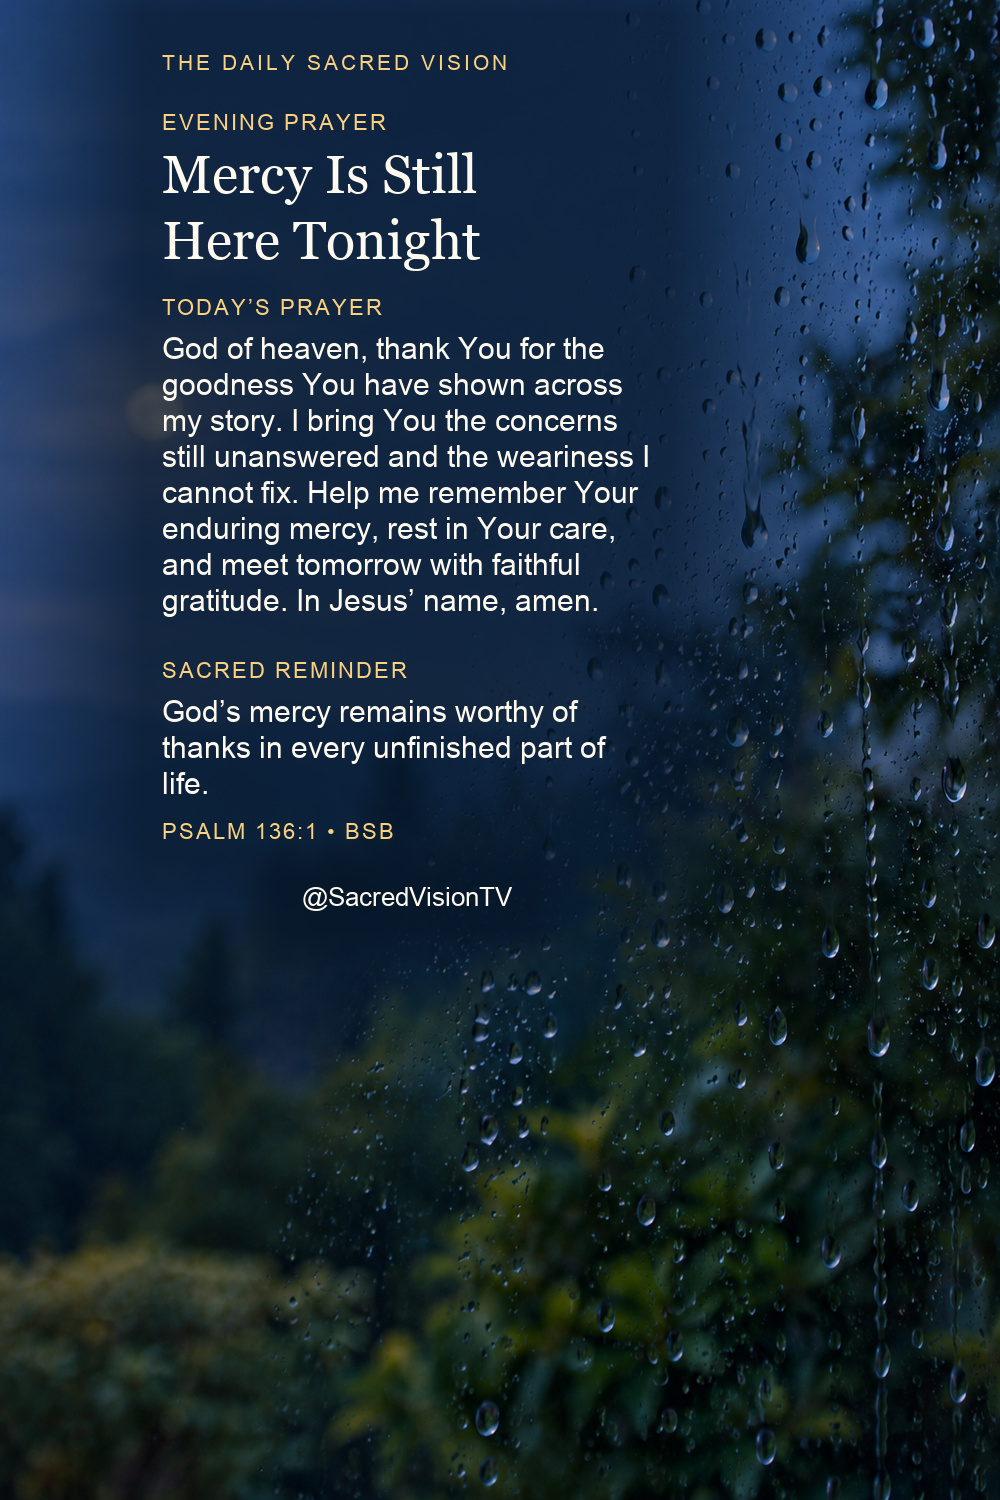 THE DAILY SACRED VISION
EVENING PRAYER
Mercy Is Still
Here Tonight
TODAY’S PRAYER
God of heaven, thank You for the
goodness You have shown across
my story. I bring You the concerns
still unanswered and the weariness I
cannot fix. Help me remember Your
enduring mercy, rest in Your care,
and meet tomorrow with faithful
gratitude. In Jesus’ name, amen.
SACRED REMINDER
God’s mercy remains worthy of
thanks in every unfinished part of
life.
PSALM 136:1 • BSB
@SacredVisionTV